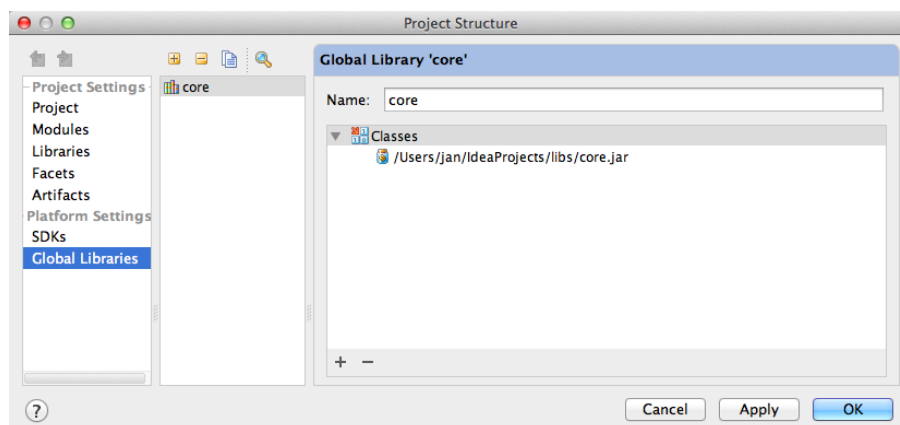 Project Structure
Project Settings
Project
Modules
Libraries
Facets
Artifacts
Platform Settings
SDKs
Global Libraries
core
Global Library 'core'
Name: core
Classes
/Users/jan/IdeaProjects/libs/core.jar
+ −
?
Cancel Apply OK